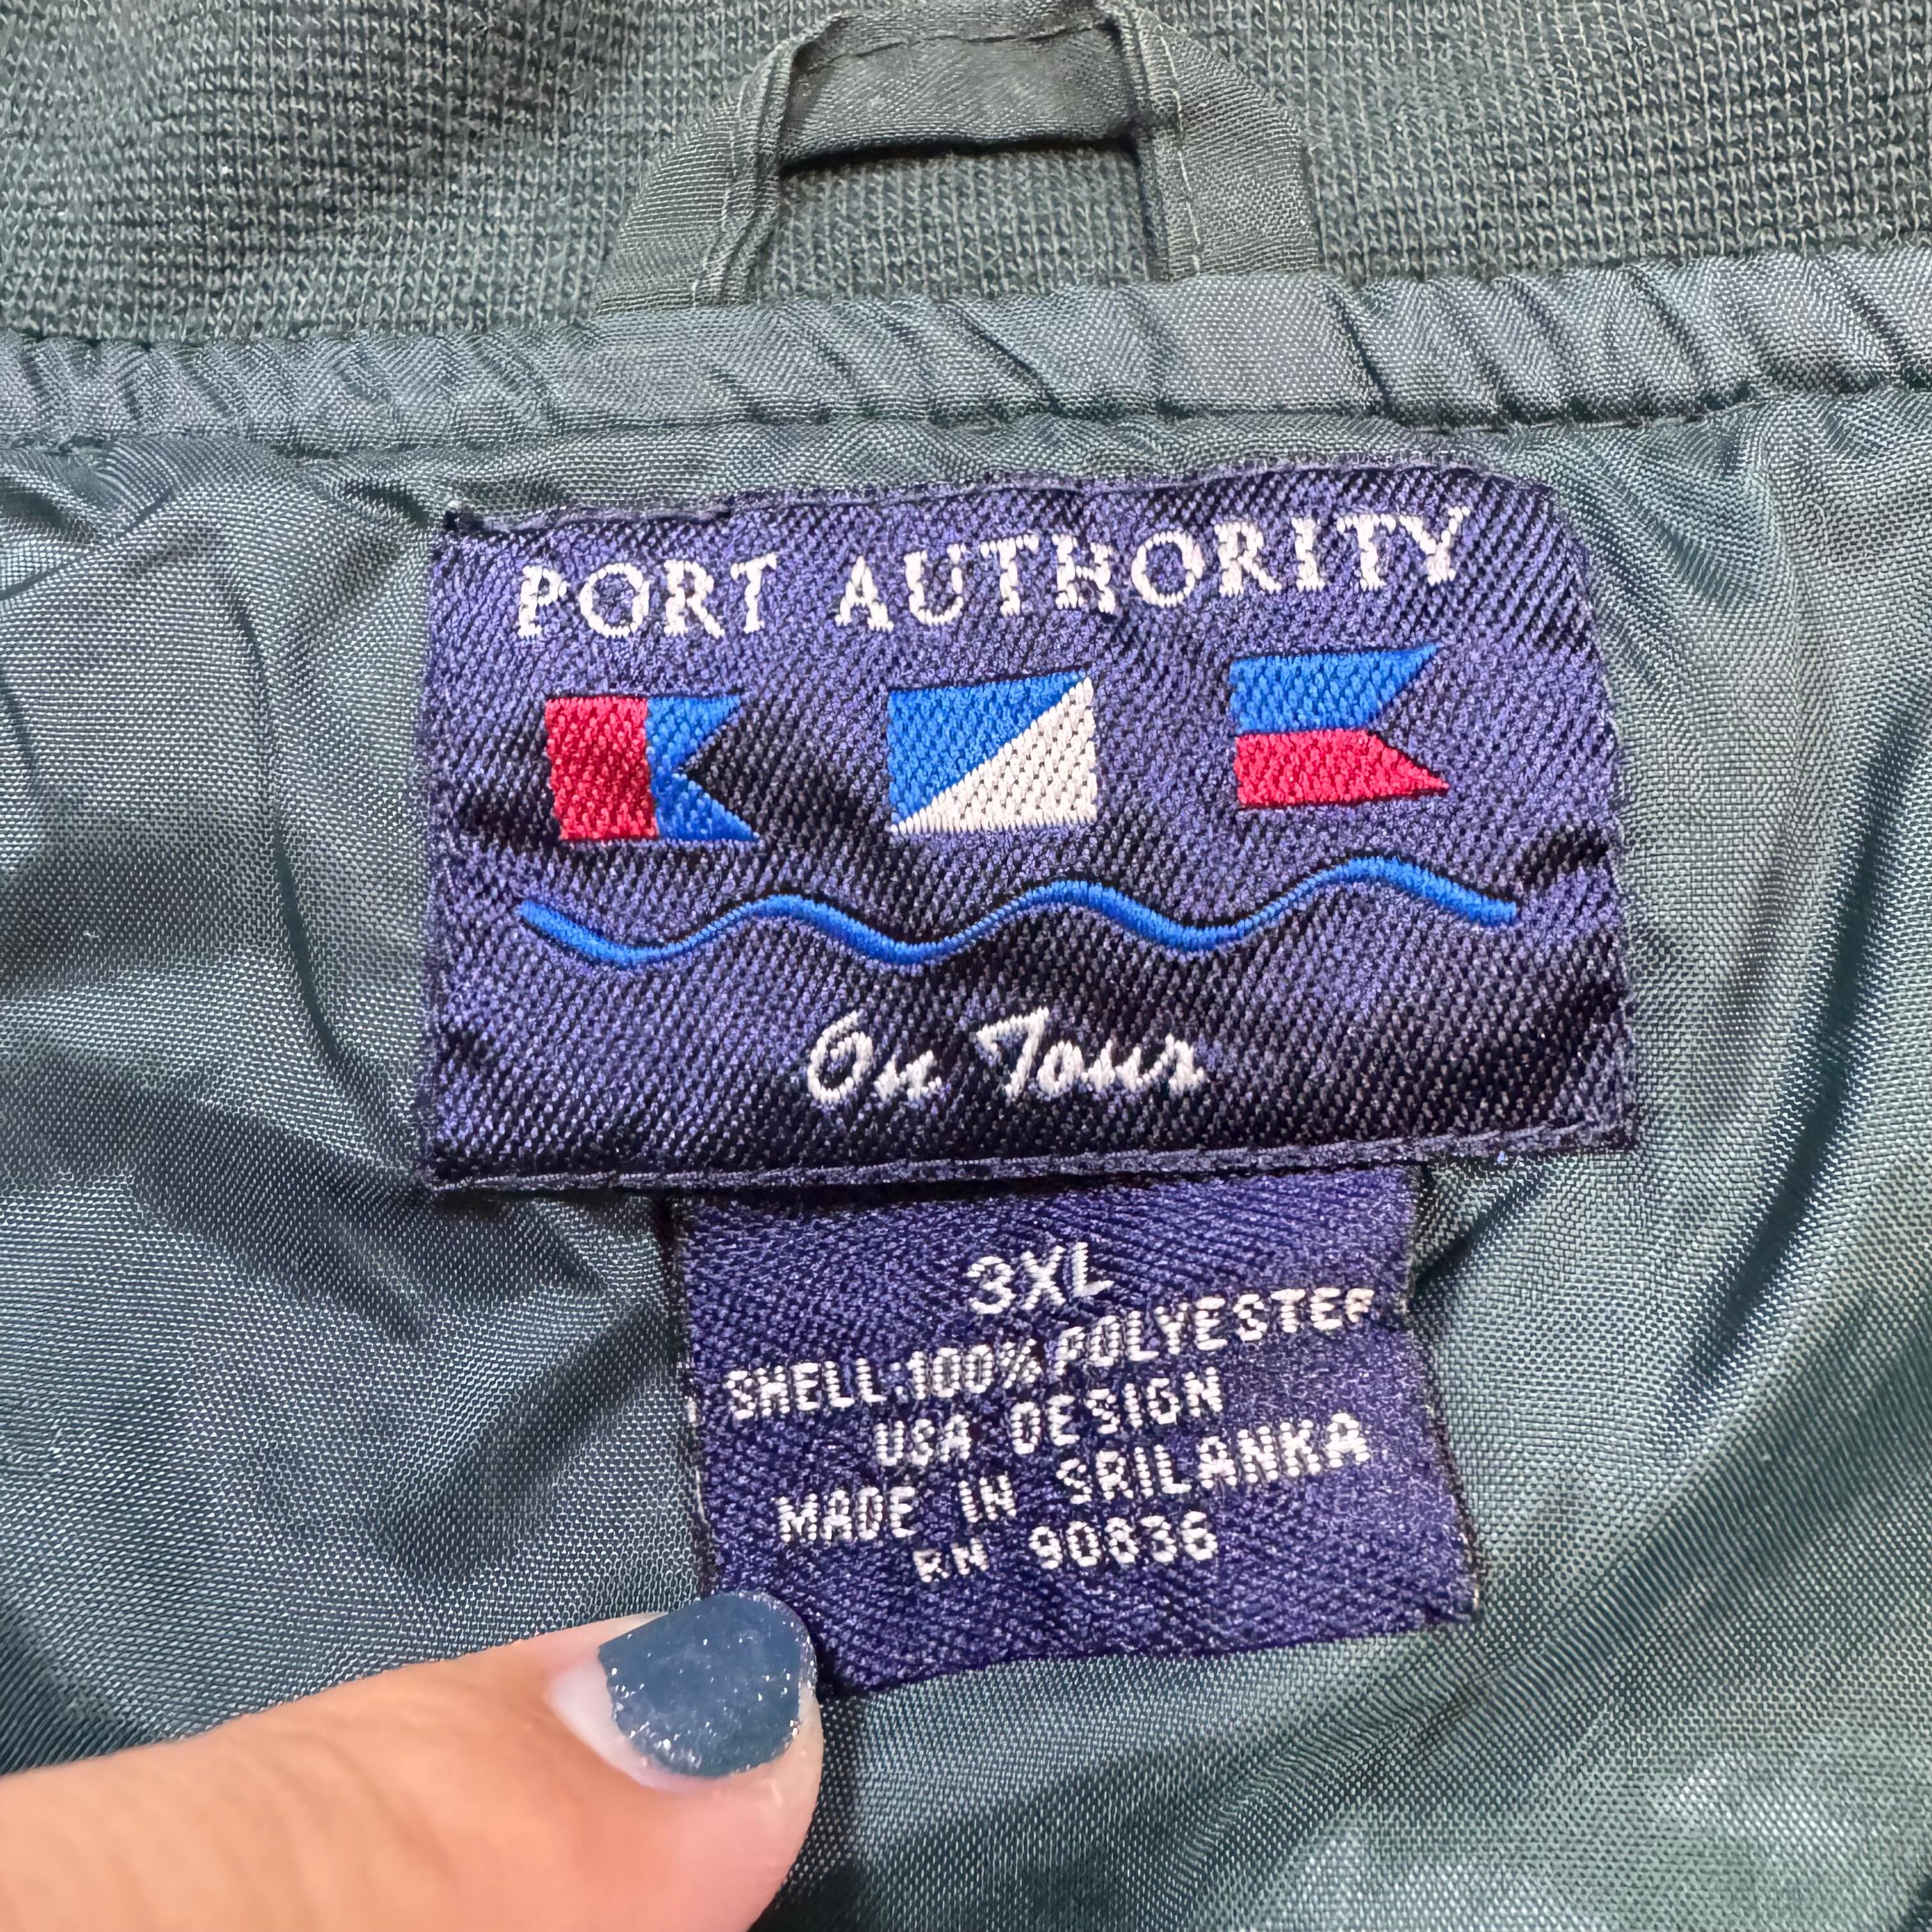 PORT AUTHORITY
On Tour
3XL
SHELL:100% POLYESTER
USA DESIGN
MADE IN SRILANKA
RN 90836